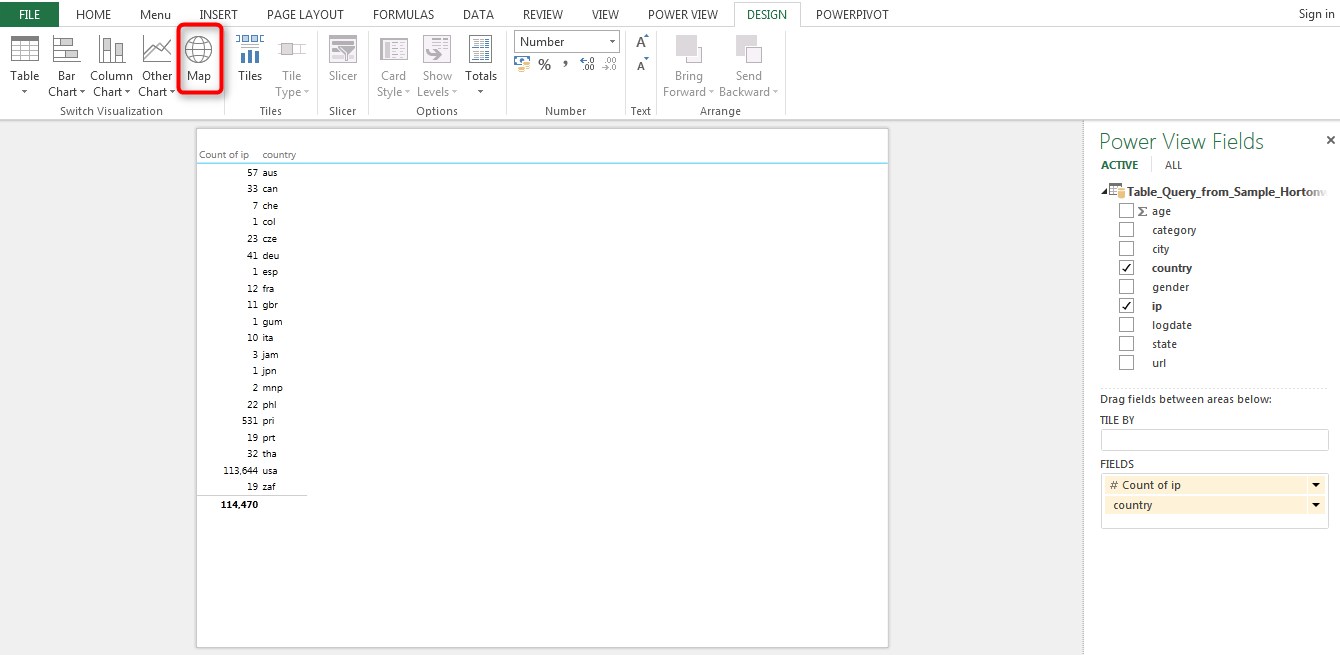 FILE HOME Menu INSERT PAGE LAYOUT FORMULAS DATA REVIEW VIEW POWER VIEW DESIGN POWERPIVOT Sign in
Table Bar Chart Column Chart Other Chart Map Tiles Tile Type Slicer Card Style Show Levels Totals Number % , .00 .00 A A Bring Forward Send Backward
Switch Visualization Tiles Slicer Options Number Text Arrange
Count of ip country
57 aus
33 can
7 che
1 col
23 cze
41 deu
1 esp
12 fra
11 gbr
1 gum
10 ita
3 jam
1 jpn
2 mnp
22 phl
531 pri
19 prt
32 tha
113,644 usa
19 zaf
114,470
Power View Fields
ACTIVE ALL
Table_Query_from_Sample_Hortonw
Σ age
category
city
country
gender
ip
logdate
state
url
Drag fields between areas below:
TILE BY
FIELDS
# Count of ip
country